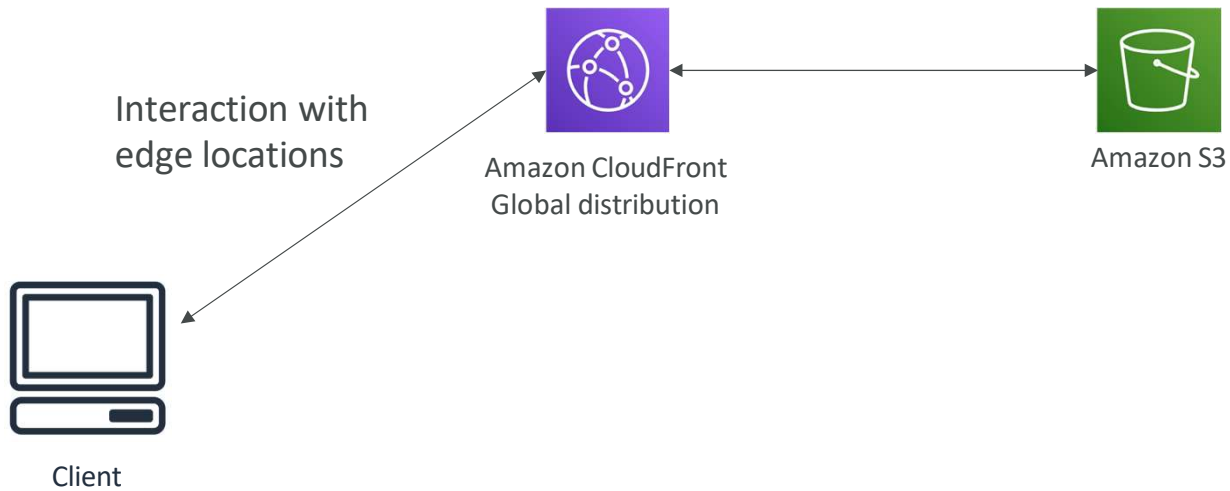 Interaction with
edge locations
Amazon CloudFront
Global distribution
Amazon S3
Client